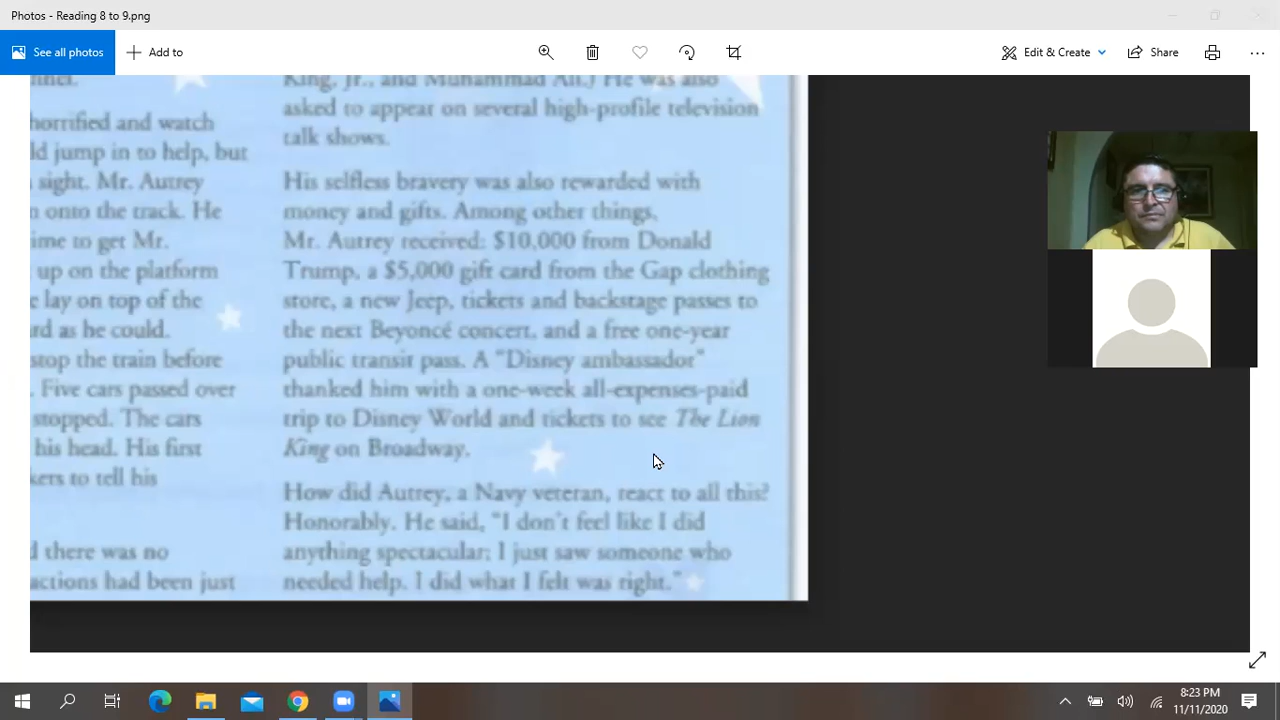 Photos - Reading 8 to 9.png
See all photos
Add to
Edit & Create
Share
horrified and watch
ld jump in to help, but
sight. Mr. Autrey
n onto the track. He
ime to get Mr.
up on the platform
e lay on top of the
rd as he could.
stop the train before
. Five cars passed over
stopped. The cars
his head. His first
kers to tell his
d there was no
actions had been just
King, Jr., and Muhammad Ali.) He was also
asked to appear on several high-profile television
talk shows.
His selfless bravery was also rewarded with
money and gifts. Among other things,
Mr. Autrey received: $10,000 from Donald
Trump, a $5,000 gift card from the Gap clothing
store, a new Jeep, tickets and backstage passes to
the next Beyoncé concert, and a free one-year
public transit pass. A "Disney ambassador"
thanked him with a one-week all-expenses-paid
trip to Disney World and tickets to see The Lion
King on Broadway.
How did Autrey, a Navy veteran, react to all this?
Honorably. He said, "I don't feel like I did
anything spectacular; I just saw someone who
needed help. I did what I felt was right."
8:23 PM
11/11/2020